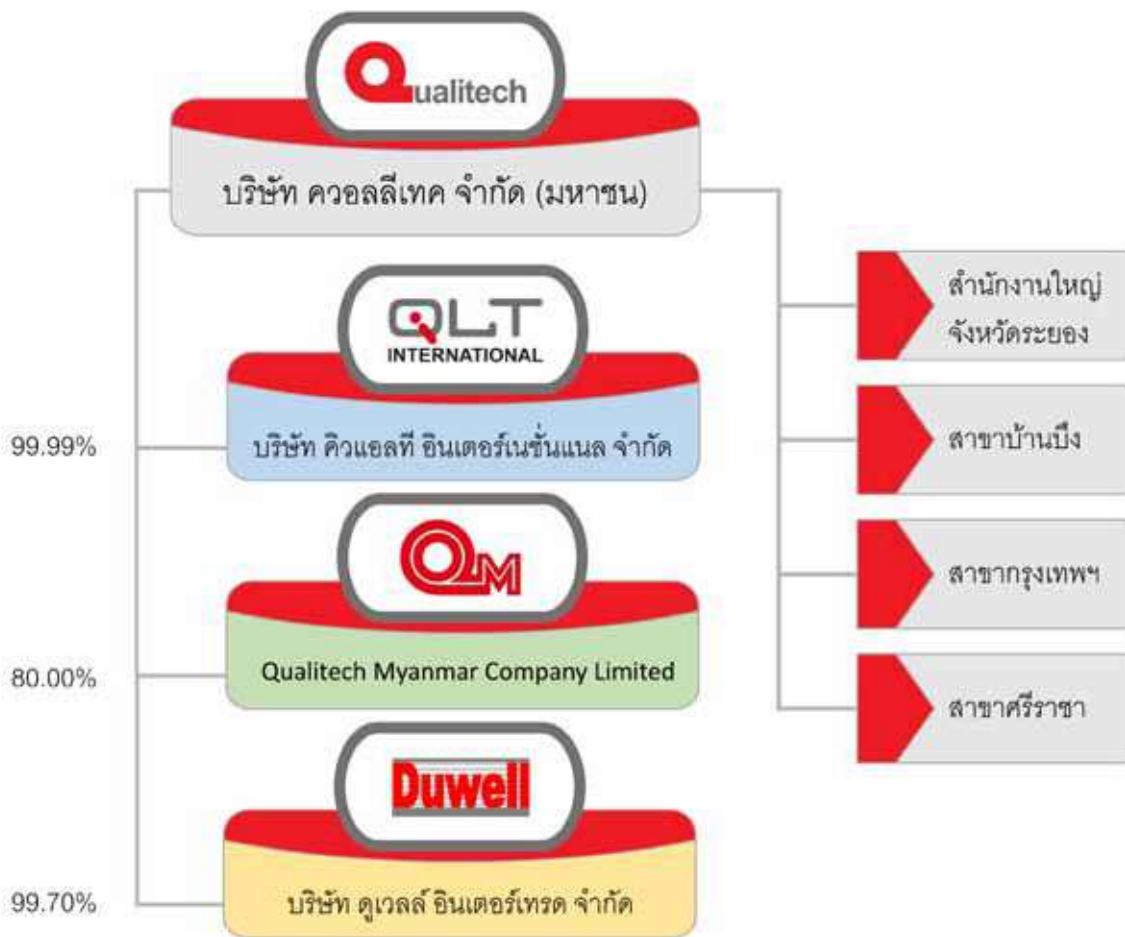 Qualitech
บริษัท ควอลลีเทค จำกัด (มหาชน)
QLT
INTERNATIONAL
99.99%
บริษัท คิวแอลที อินเตอร์เนชั่นแนล จำกัด
QM
80.00%
Qualitech Myanmar Company Limited
Duwell
99.70%
บริษัท ดูเวลล์ อินเตอร์เทรด จำกัด
สำนักงานใหญ่
จังหวัดระยอง
สาขาบ้านบึง
สาขากรุงเทพฯ
สาขาศรีราชา